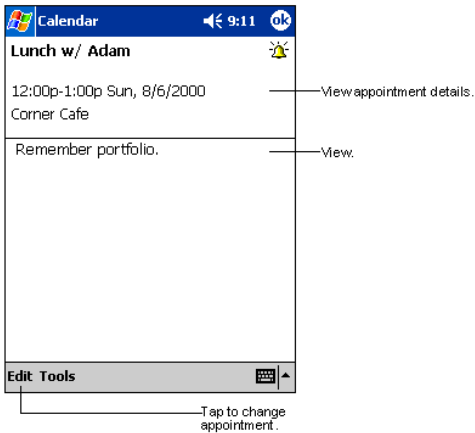 Calendar 9:11 ok
Lunch w/ Adam
12:00p-1:00p Sun, 8/6/2000
View appointment details.
Corner Cafe
Remember portfolio.
View.
Edit Tools
Tap to change
appointment.